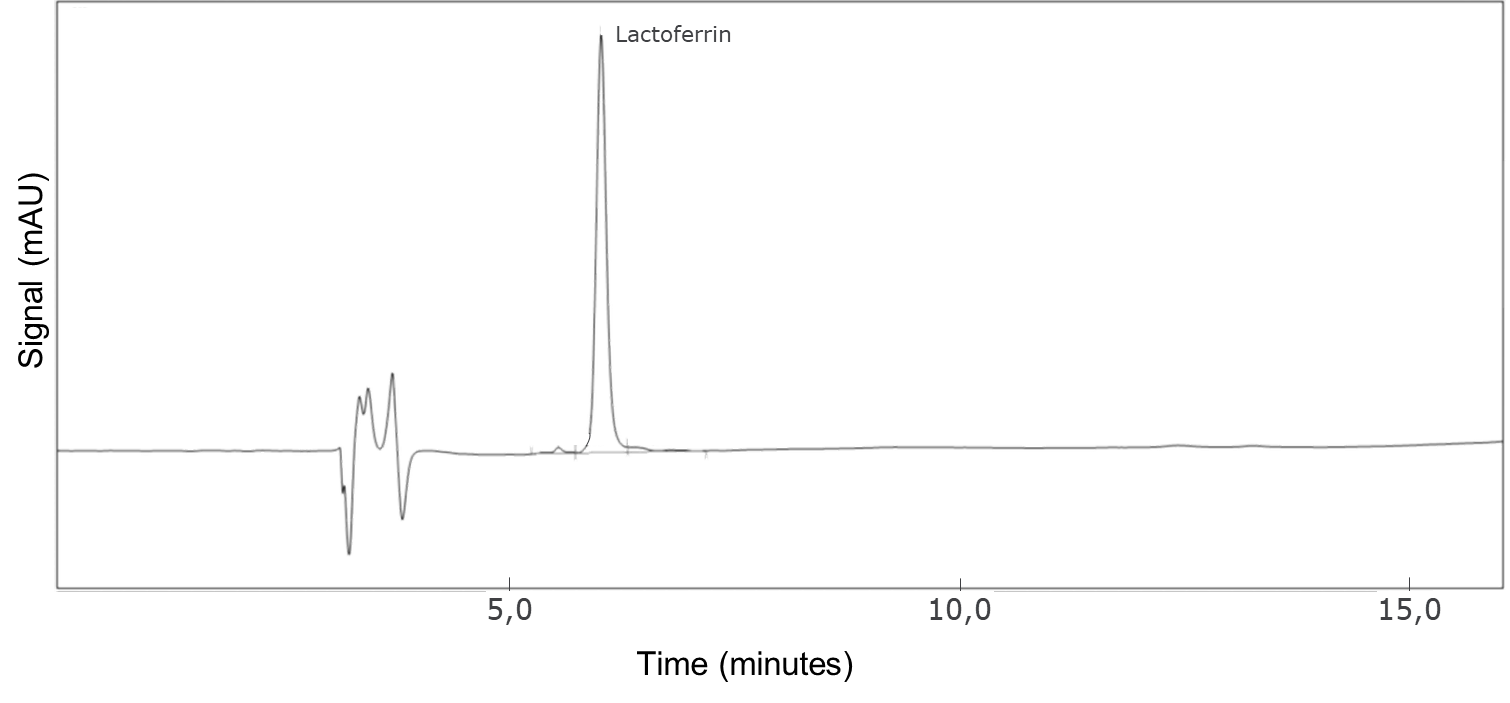 Lactoferrin
Signal (mAU)
5,0 10,0 15,0
Time (minutes)